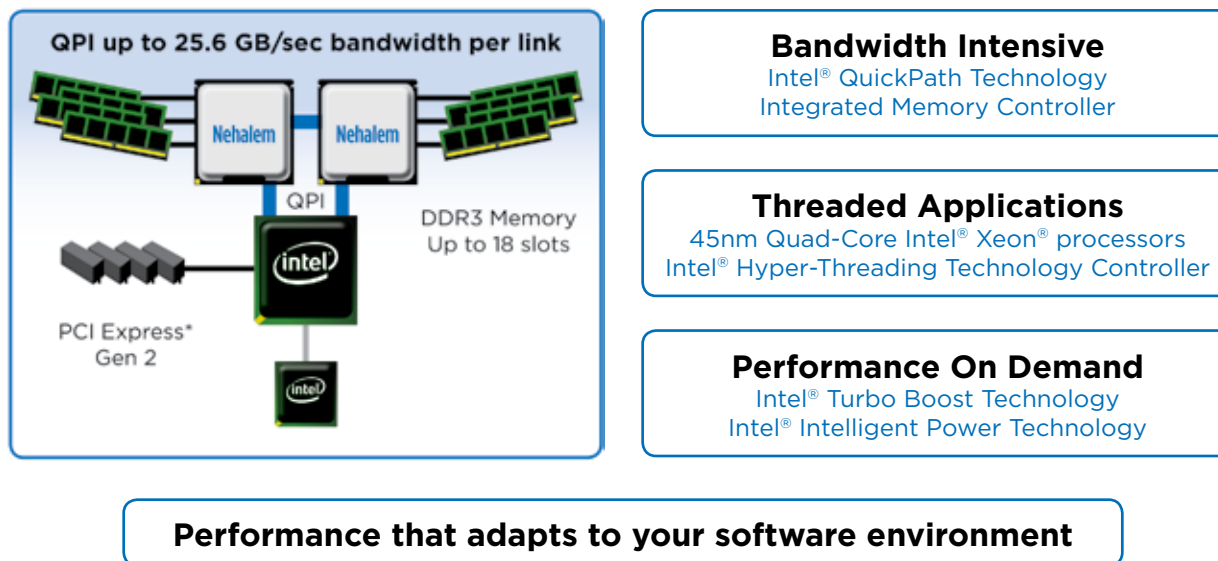 QPI up to 25.6 GB/sec bandwidth per link
Nehalem
Nehalem
QPI
DDR3 Memory
Up to 18 slots
intel
PCI Express*
Gen 2
intel
Bandwidth Intensive
Intel® QuickPath Technology
Integrated Memory Controller
Threaded Applications
45nm Quad-Core Intel® Xeon® processors
Intel® Hyper-Threading Technology Controller
Performance On Demand
Intel® Turbo Boost Technology
Intel® Intelligent Power Technology
Performance that adapts to your software environment